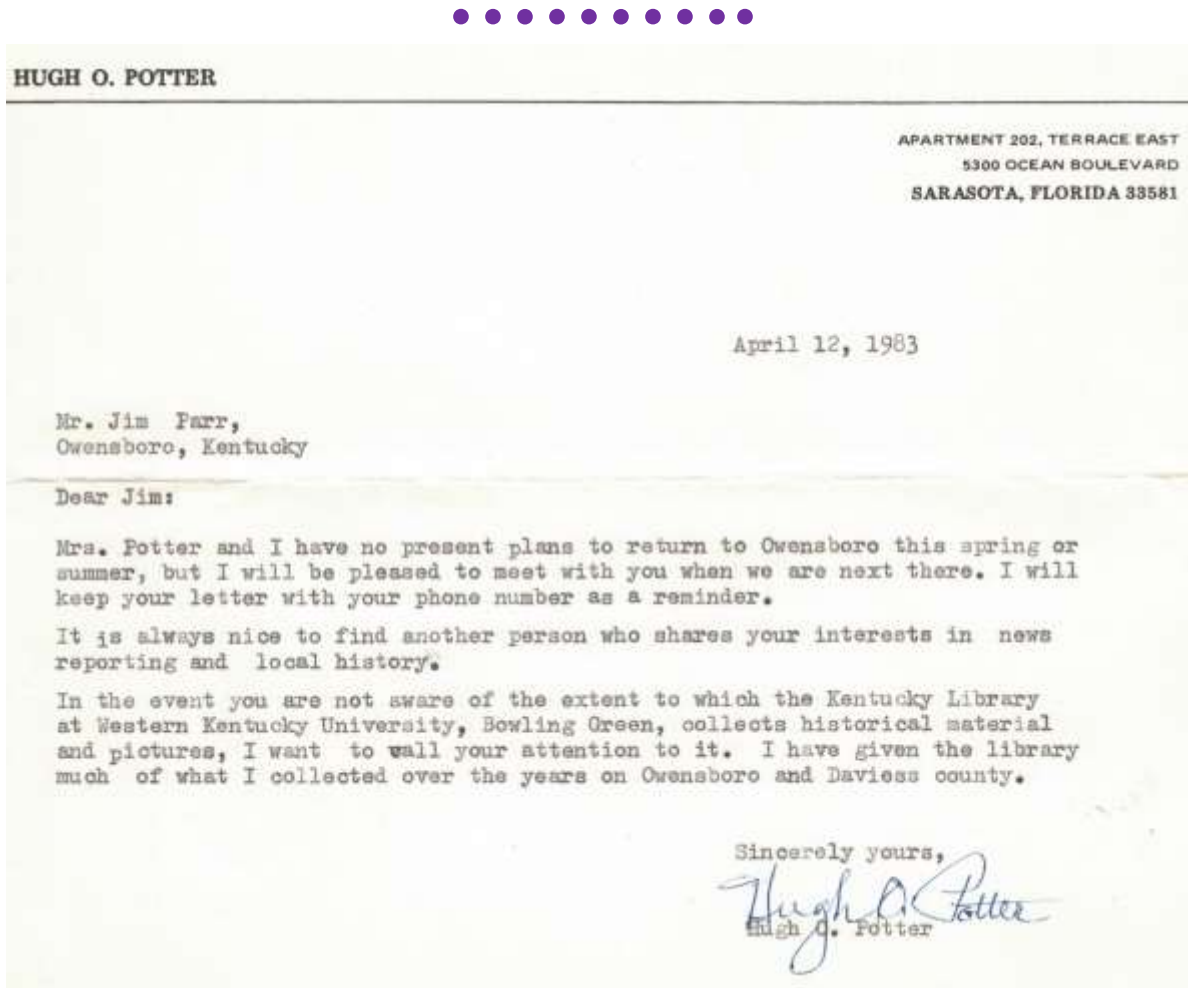 HUGH O. POTTER
APARTMENT 202, TERRACE EAST
5300 OCEAN BOULEVARD
SARASOTA, FLORIDA 33581
April 12, 1983
Mr. Jim Parr,
Owensboro, Kentucky
Dear Jim:
Mrs. Potter and I have no present plans to return to Owensboro this spring or
summer, but I will be pleased to meet with you when we are next there. I will
keep your letter with your phone number as a reminder.
It is always nice to find another person who shares your interests in news
reporting and local history.
In the event you are not aware of the extent to which the Kentucky Library
at Western Kentucky University, Bowling Green, collects historical material
and pictures, I want to wall your attention to it. I have given the library
much of what I collected over the years on Owensboro and Daviess county.
Sincerely yours,
Hugh O. Potter
Hugh O. Potter